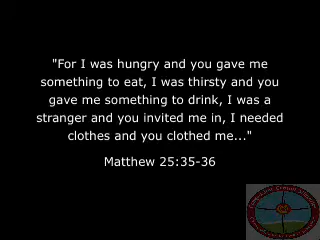 "For I was hungry and you gave me
something to eat, I was thirsty and you
gave me something to drink, I was a
stranger and you invited me in, I needed
clothes and you clothed me..."
Matthew 25:35-36